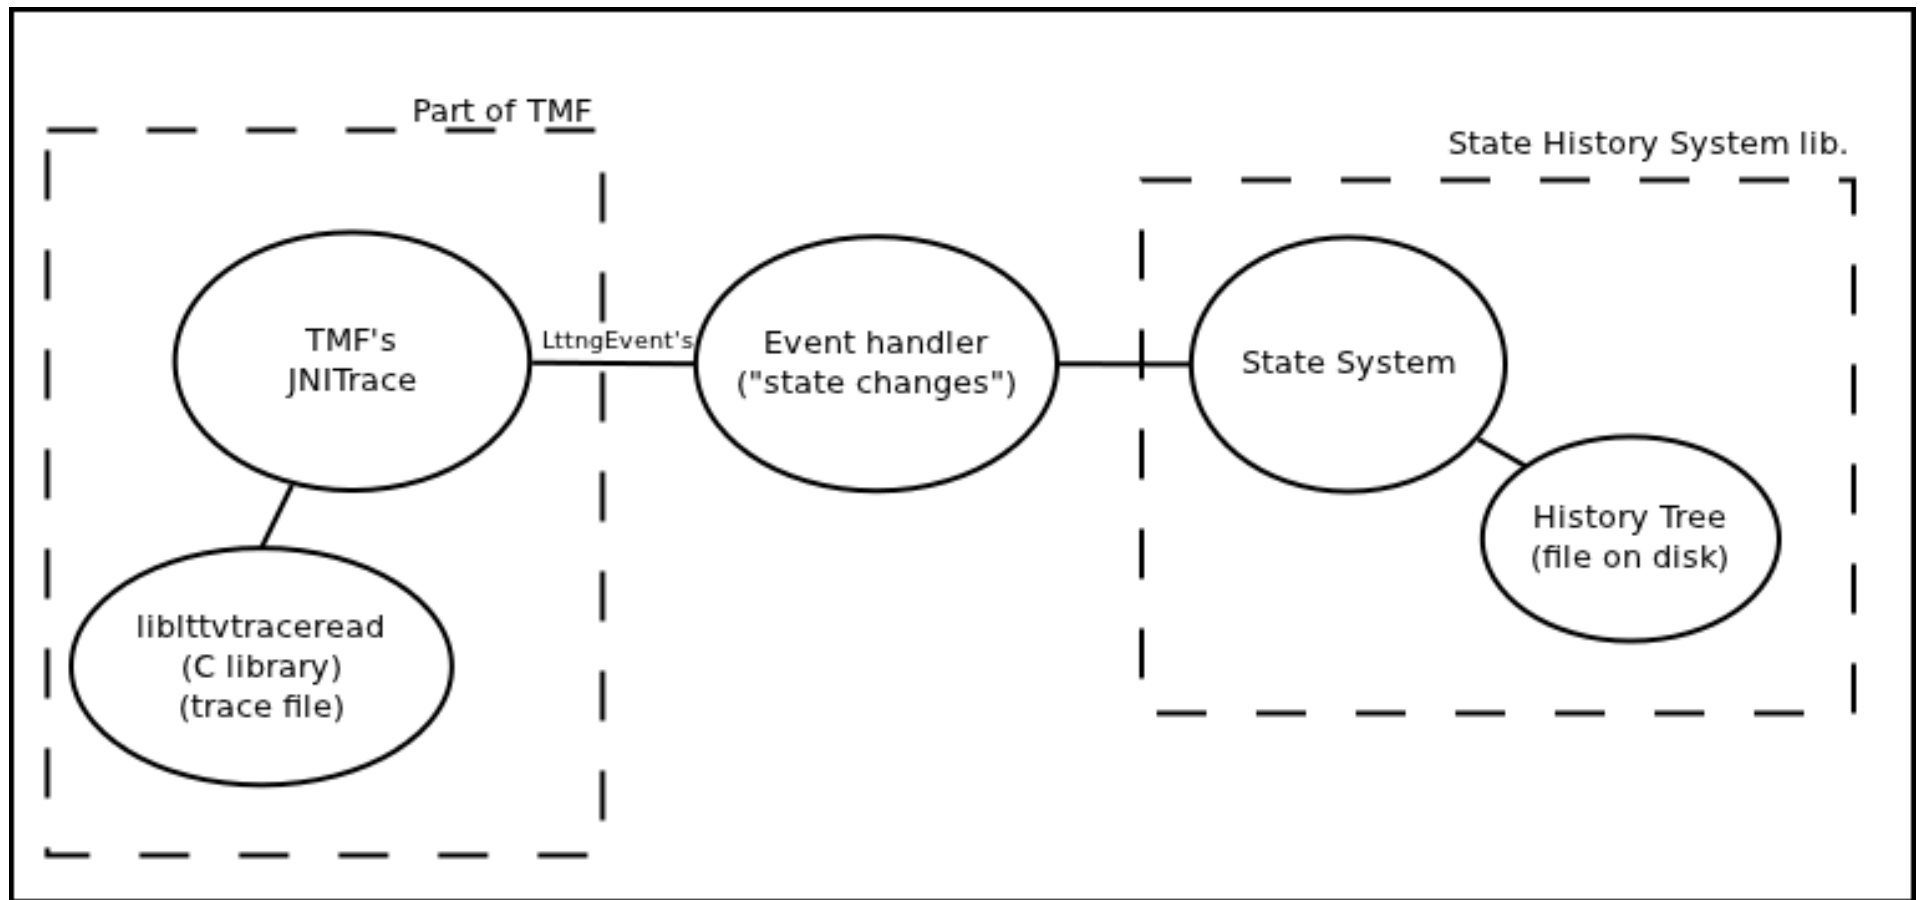 Part of TMF
State History System lib.
TMF's
JNITrace
LttngEvent's
Event handler
("state changes")
State System
History Tree
(file on disk)
liblttvtraceread
(C library)
(trace file)